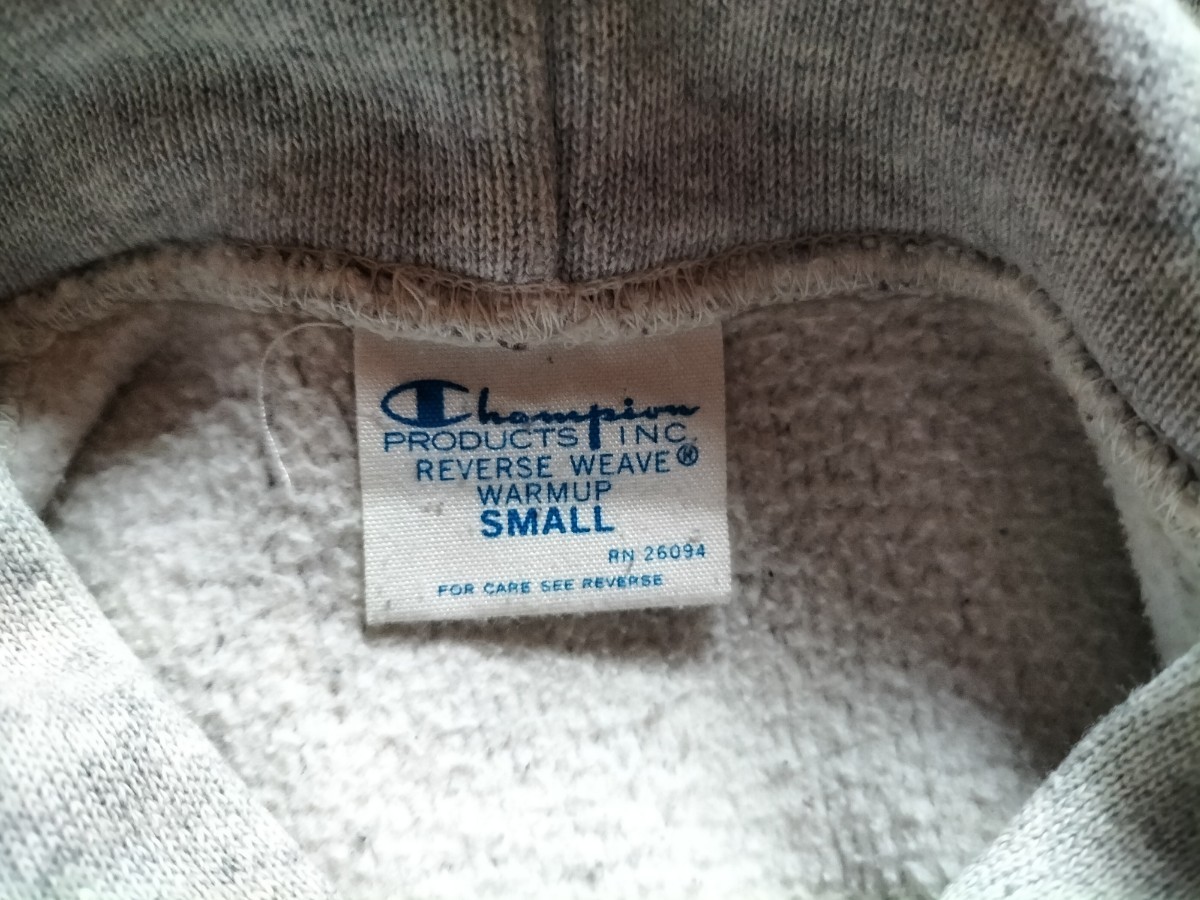 Champion
PRODUCTS INC.
REVERSE WEAVE®
WARMUP
SMALL
RN 26094
FOR CARE SEE REVERSE